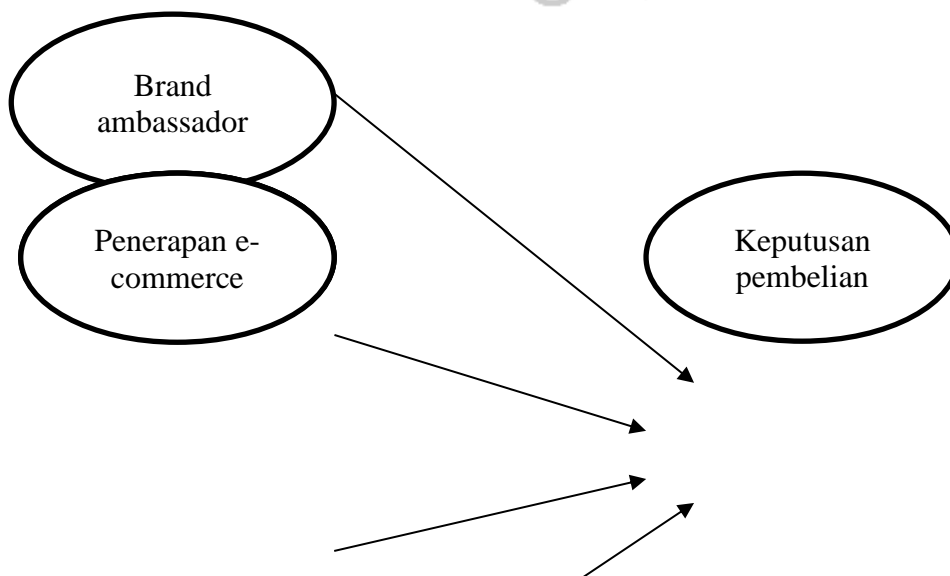 Brand
ambassador
Penerapan e-
commerce
Keputusan
pembelian